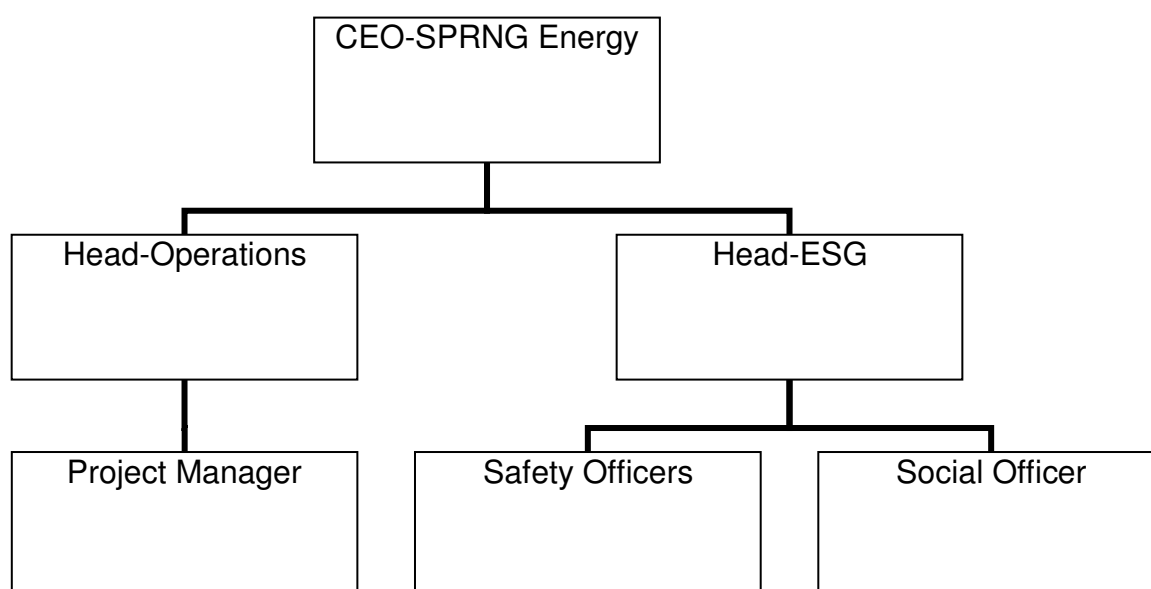 CEO-SPRNG Energy
Head-Operations
Head-ESG
Project Manager
Safety Officers
Social Officer